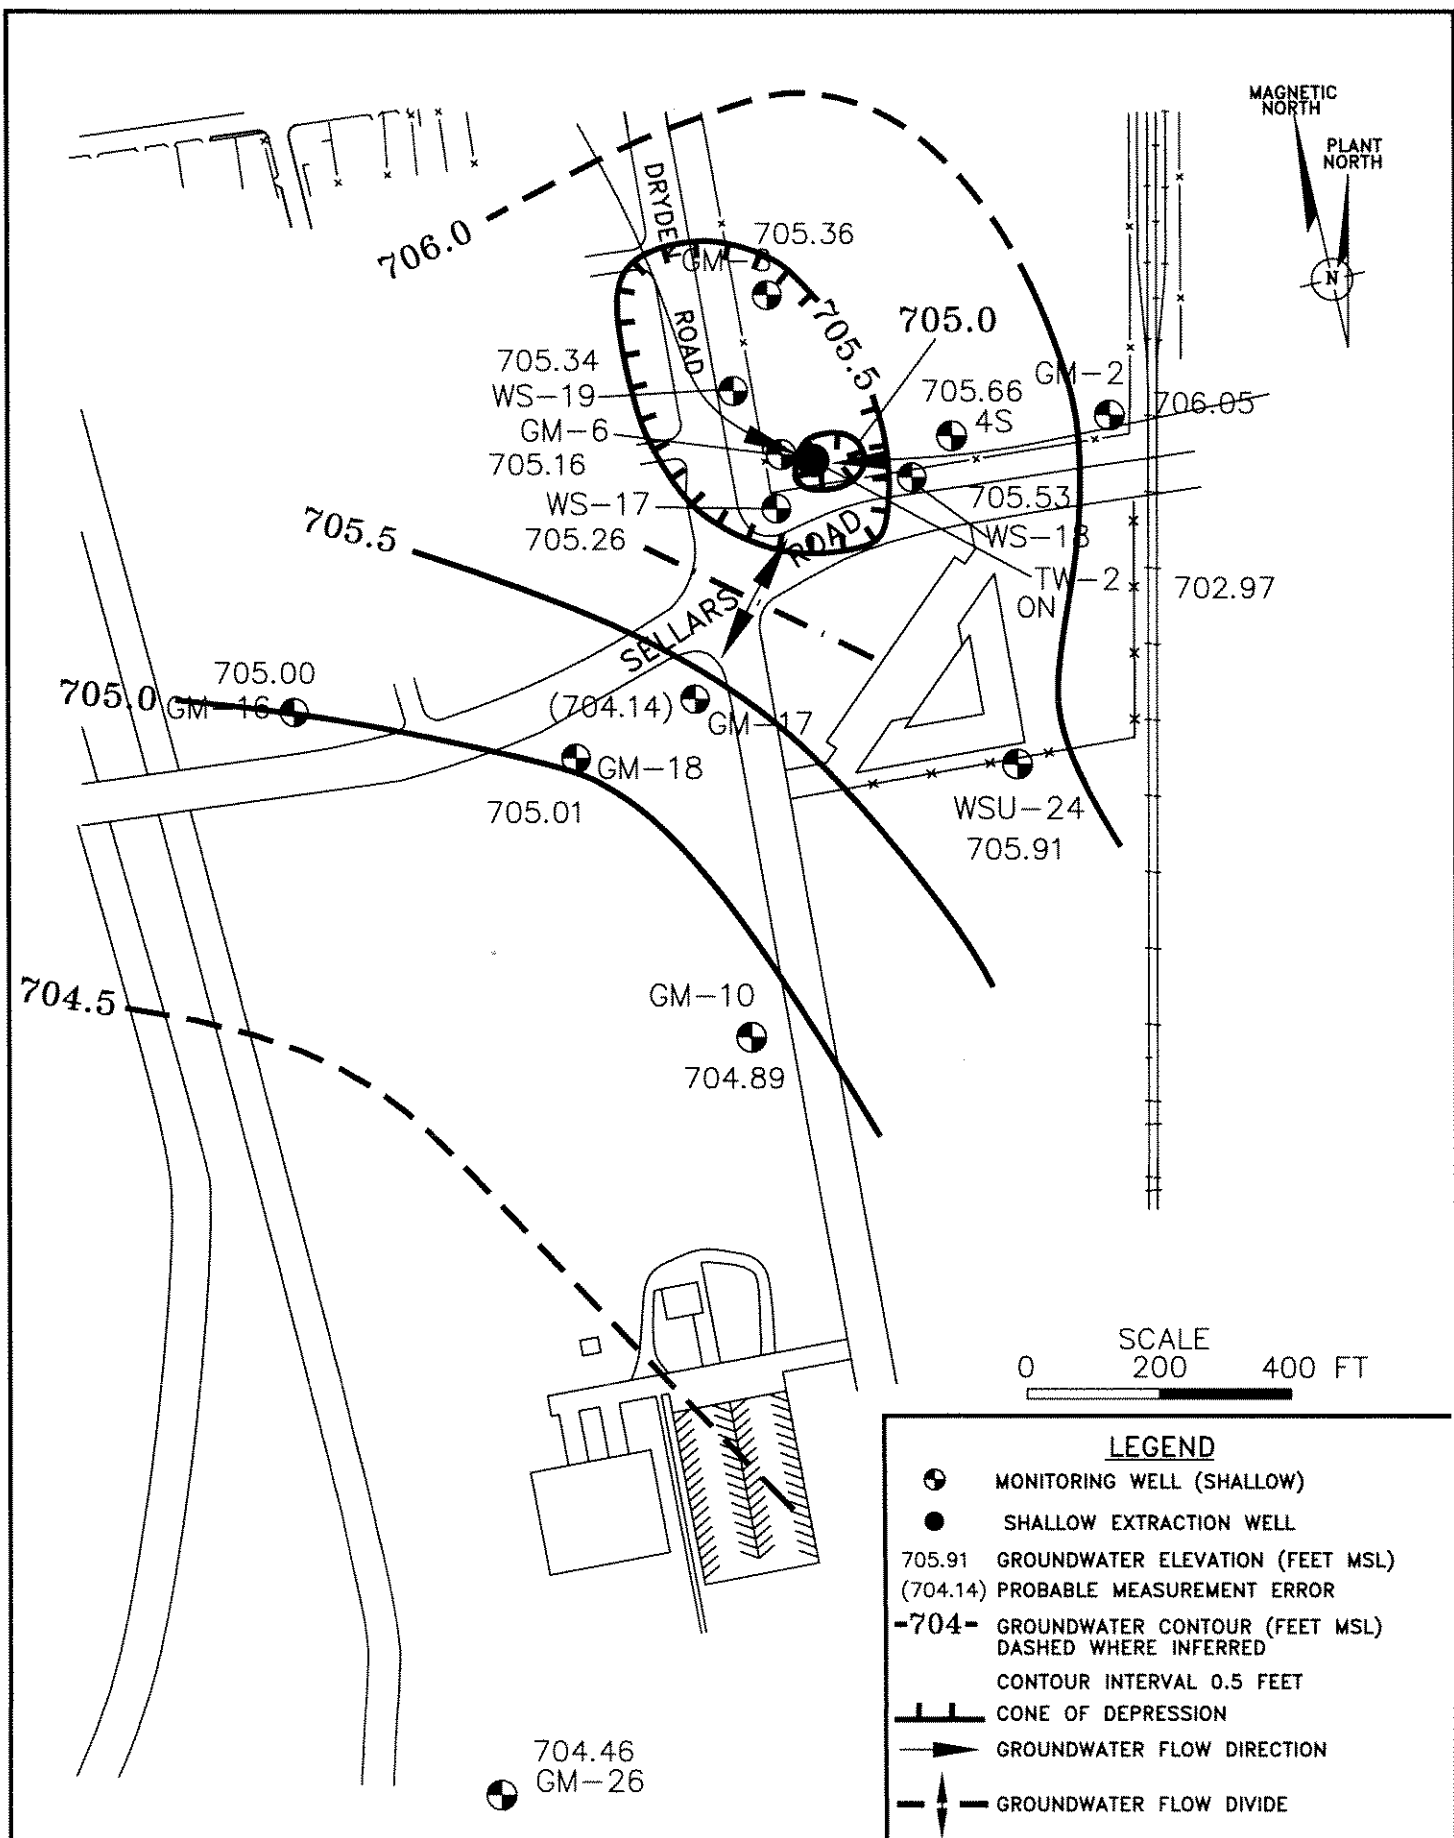 MAGNETIC
NORTH
PLANT
NORTH
N
706.0
DRYDEN
ROAD
705.36
GM-B
705.5
705.0
705.34
WS-19
GM-6
705.16
WS-17
705.26
705.66
4S
GM-2
706.05
705.53
WS-18
TW-2
ON
702.97
SELLARS ROAD
705.5
705.00
705.0
GM-16
(704.14)
GM-17
GM-18
705.01
WSU-24
705.91
704.5
GM-10
704.89
SCALE
0 200 400 FT
LEGEND
MONITORING WELL (SHALLOW)
SHALLOW EXTRACTION WELL
705.91 GROUNDWATER ELEVATION (FEET MSL)
(704.14) PROBABLE MEASUREMENT ERROR
-704- GROUNDWATER CONTOUR (FEET MSL)
DASHED WHERE INFERRED
CONTOUR INTERVAL 0.5 FEET
CONE OF DEPRESSION
GROUNDWATER FLOW DIRECTION
GROUNDWATER FLOW DIVIDE
704.46
GM-26